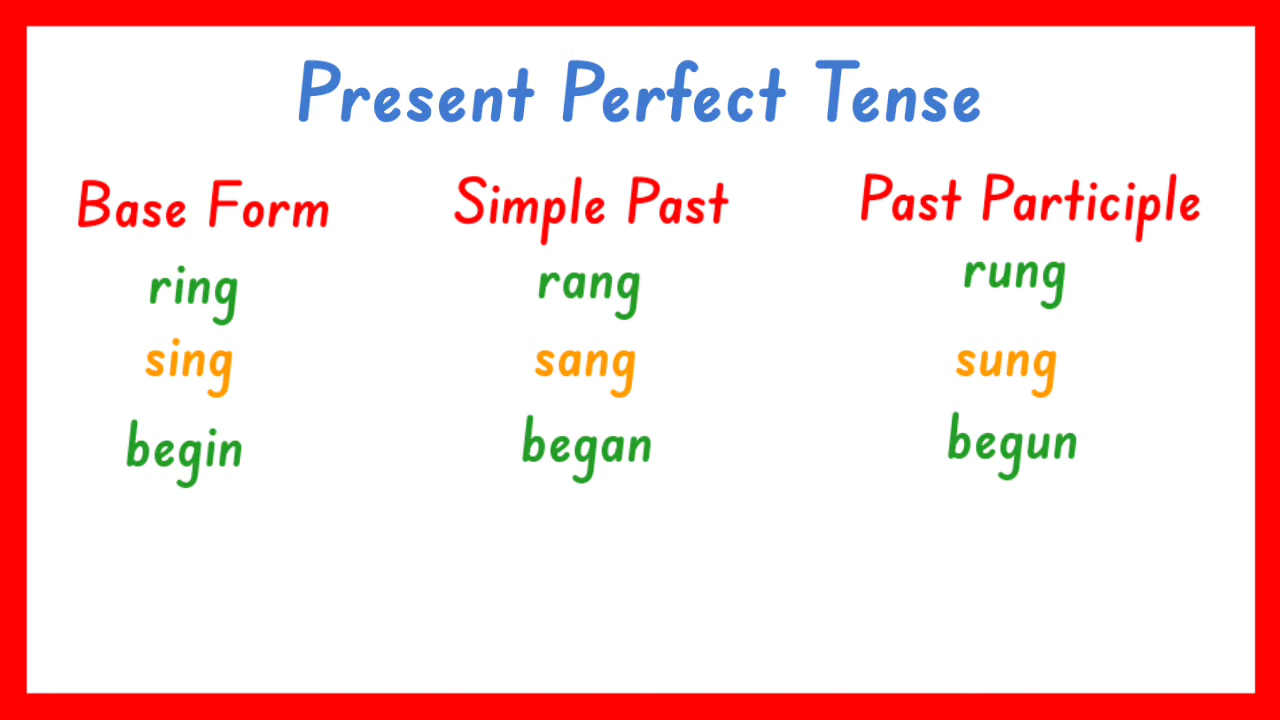 Present Perfect Tense
Base Form Simple Past Past Participle
ring rang rung
sing sang sung
begin began begun